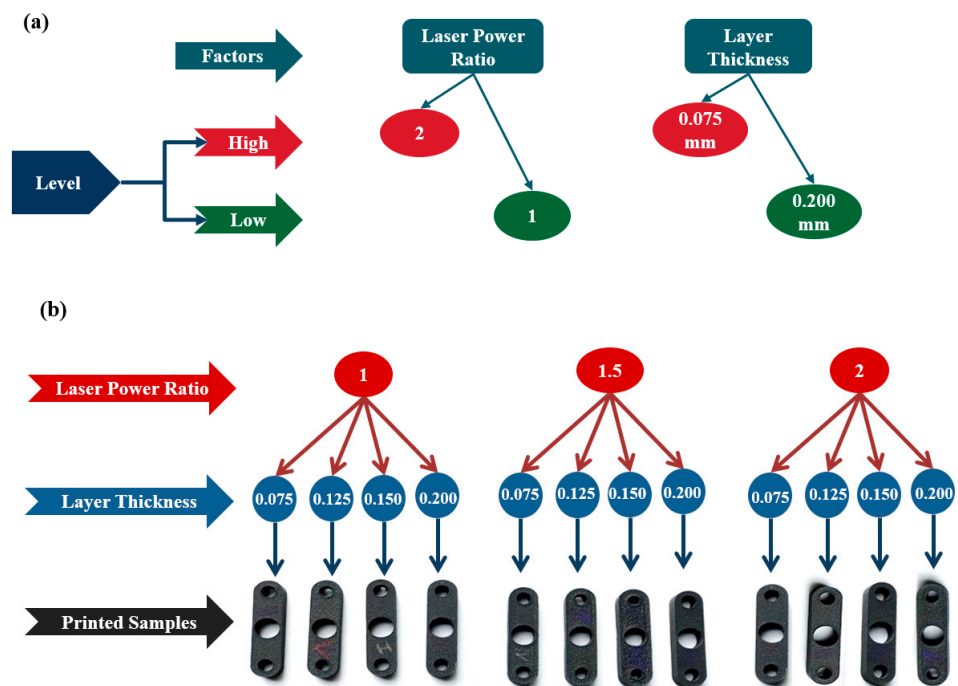 (a)
Factors
Laser Power
Ratio
Layer
Thickness
High
2
0.075
mm
Level
Low
1
0.200
mm
(b)
Laser Power Ratio
1
1.5
2
Layer Thickness
0.075
0.125
0.150
0.200
0.075
0.125
0.150
0.200
0.075
0.125
0.150
0.200
Printed Samples